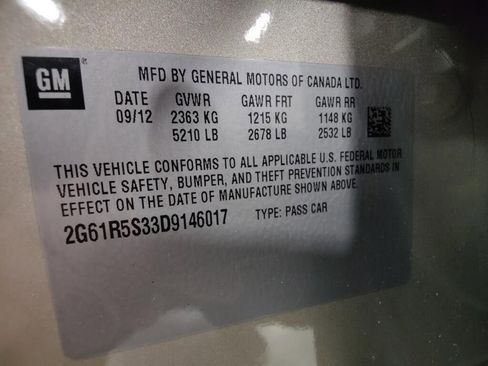 GM
MFD BY GENERAL MOTORS OF CANADA LTD.
DATE GVWR GAWR FRT GAWR RR
09/12 2363 KG 1215 KG 1148 KG
5210 LB 2678 LB 2532 LB
THIS VEHICLE CONFORMS TO ALL APPLICABLE U.S. FEDERAL MOTOR
VEHICLE SAFETY, BUMPER, AND THEFT PREVENTION STANDARDS IN
EFFECT ON THE DATE OF MANUFACTURE SHOWN ABOVE.
2G61R5S33D9146017 TYPE: PASS CAR